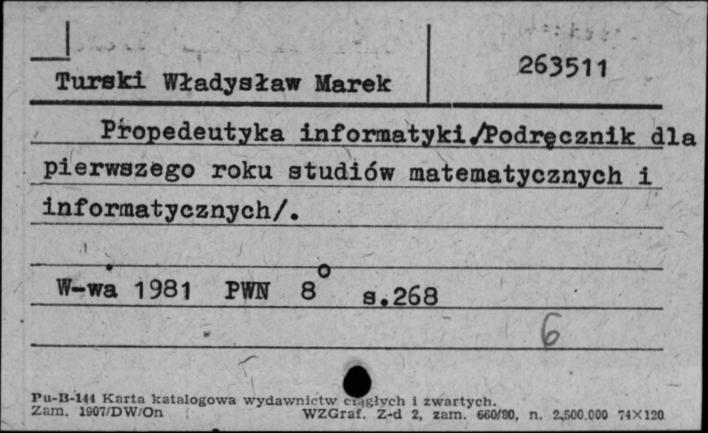 263511
Turski Władysław Marek
Propedeutyka informatyki./Podręcznik dla
pierwszego roku studiów matematycznych i
informatycznych/.
W-wa 1981 PWN 8° s.268
6
Pu-B-144 Karta katalogowa wydawnictw ciągłych i zwartych.
Zam. 1907/DW/On WZGraf. Z-d 2, zam. 660/80, n. 2,500.000 74×120